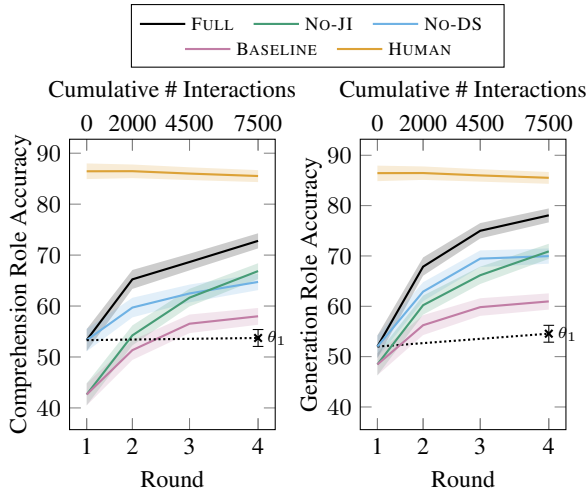 FULL NO-JI NO-DS
BASELINE HUMAN
Cumulative # Interactions
0 2000 4500 7500
Comprehension Role Accuracy
90
80
70
60
50
40
θ1
1 2 3 4
Round
Cumulative # Interactions
0 2000 4500 7500
Generation Role Accuracy
90
80
70
60
50
40
θ1
1 2 3 4
Round